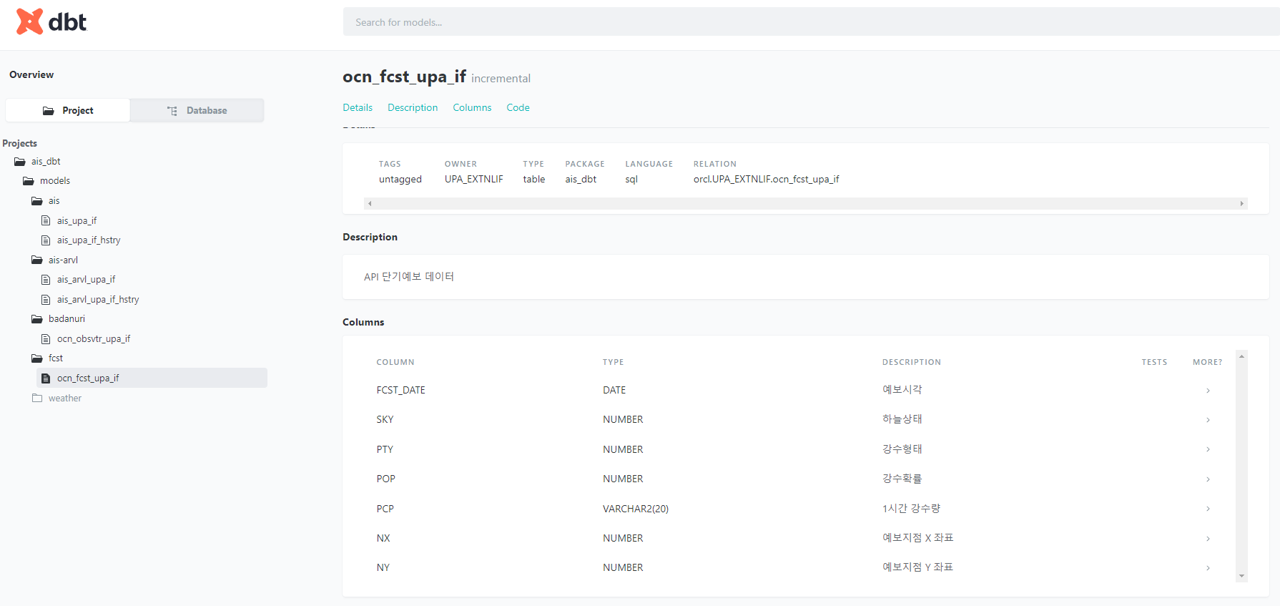 dbt
Search for models...
Overview
Project Database
Projects
ais_dbt
models
ais
ais_upa_if
ais_upa_if_hstry
ais-arvl
ais_arvl_upa_if
ais_arvl_upa_if_hstry
badanuri
ocn_obsvtr_upa_if
fcst
ocn_fcst_upa_if
weather
ocn_fcst_upa_if incremental
Details Description Columns Code
Details
TAGS OWNER TYPE PACKAGE LANGUAGE RELATION
untagged UPA_EXTNLIF table ais_dbt sql orcl.UPA_EXTNLIF.ocn_fcst_upa_if
Description
API 단기예보 데이터
Columns
COLUMN TYPE DESCRIPTION TESTS MORE?
FCST_DATE DATE 예보시각
SKY NUMBER 하늘상태
PTY NUMBER 강수형태
POP NUMBER 강수확률
PCP VARCHAR2(20) 1시간 강수량
NX NUMBER 예보지점 X 좌표
NY NUMBER 예보지점 Y 좌표